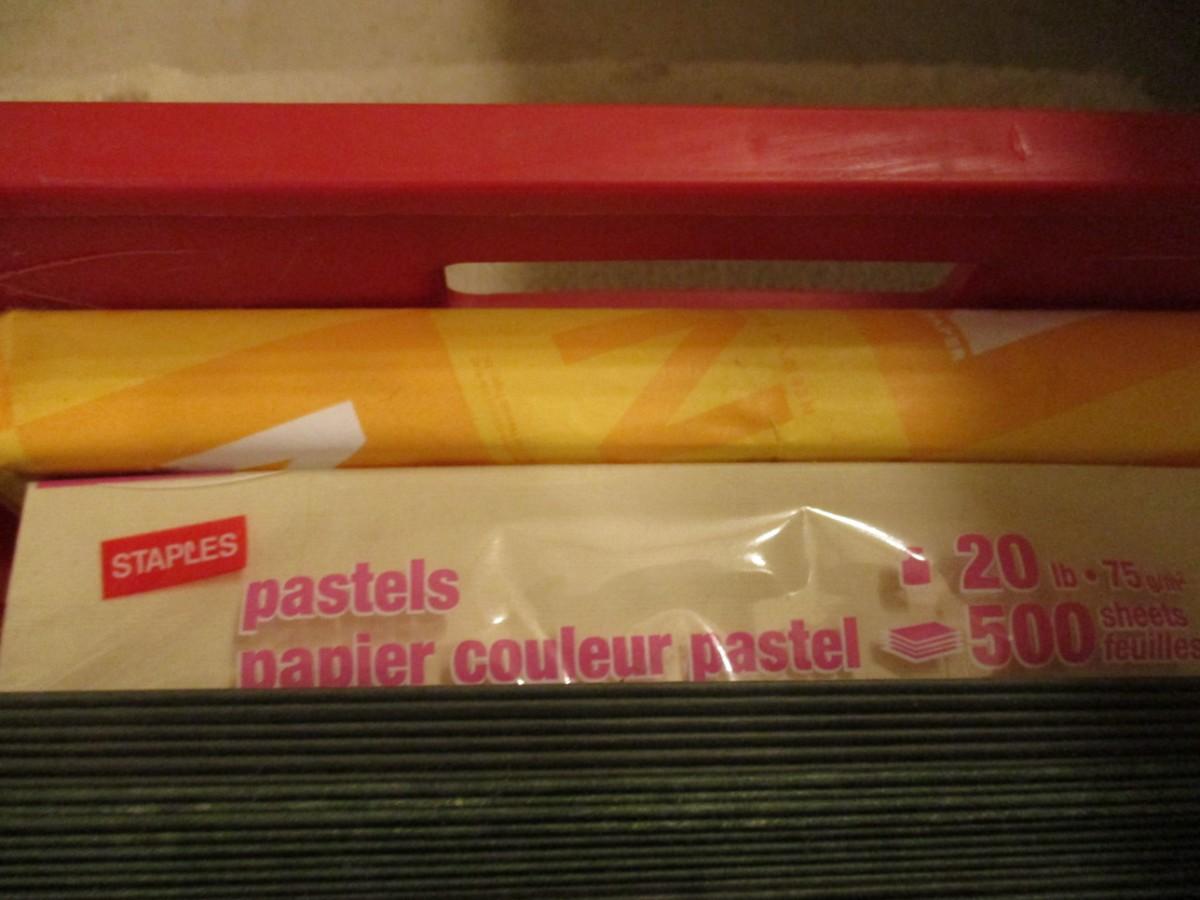 STAPLES
pastels
papier couleur pastel
20 lb • 75 g/m²
500 sheets
feuilles